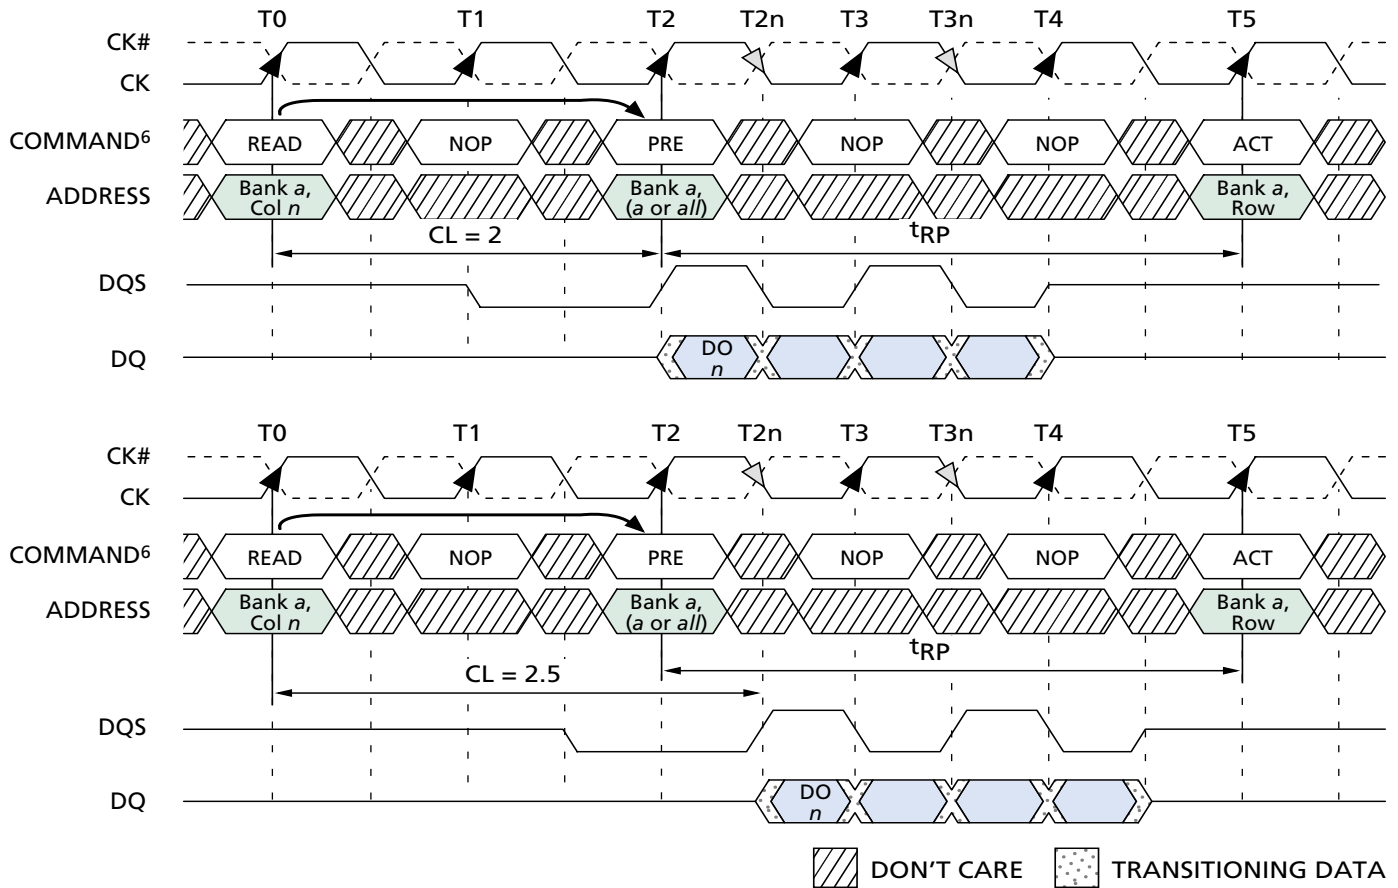 T0 T1 T2 T2n T3 T3n T4 T5
CK#
CK
COMMAND⁶ READ NOP PRE NOP NOP ACT
ADDRESS Bank a, Col n Bank a, (a or all) Bank a, Row
CL = 2 tRP
DQS
DQ DO n
T0 T1 T2 T2n T3 T3n T4 T5
CK#
CK
COMMAND⁶ READ NOP PRE NOP NOP ACT
ADDRESS Bank a, Col n Bank a, (a or all) Bank a, Row
tRP
CL = 2.5
DQS
DQ DO n
DON'T CARE TRANSITIONING DATA